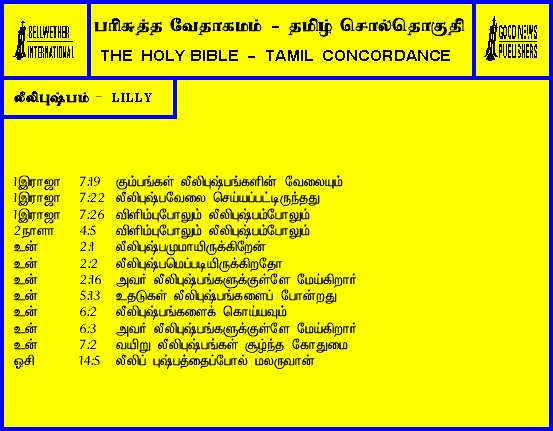 BELLWETHER
INTERNATIONAL
பரிசுத்த வேதாகமம் - தமிழ் சொல்தொகுதி
THE HOLY BIBLE - TAMIL CONCORDANCE
GOOD NEWS
PUBLISHERS
லீலிபுஷ்பம் - LILLY
1இராஜா 7:19 கும்பங்கள் லீலிபுஷ்பங்களின் வேலையும்
1இராஜா 7:22 லீலிபுஷ்பவேலை செய்யப்பட்டிருந்தது
1இராஜா 7:26 விளிம்புபோலும் லீலிபுஷ்பம்போலும்
2நாளா 4:5 விளிம்புபோலும் லீலிபுஷ்பம்போலும்
உன் 2:1 லீலிபுஷ்பமுமாயிருக்கிறேன்
உன் 2:2 லீலிபுஷ்பமெப்படியிருக்கிறதோ
உன் 2:16 அவர் லீலிபுஷ்பங்களுக்குள்ளே மேய்கிறார்
உன் 5:13 உதடுகள் லீலிபுஷ்பங்களைப் போன்றது
உன் 6:2 லீலிபுஷ்பங்களைக் கொய்யவும்
உன் 6:3 அவர் லீலிபுஷ்பங்களுக்குள்ளே மேய்கிறார்
உன் 7:2 வயிறு லீலிபுஷ்பங்கள் சூழ்ந்த கோதுமை
ஓசி 14:5 லீலிப் புஷ்பத்தைப்போல் மலருவான்